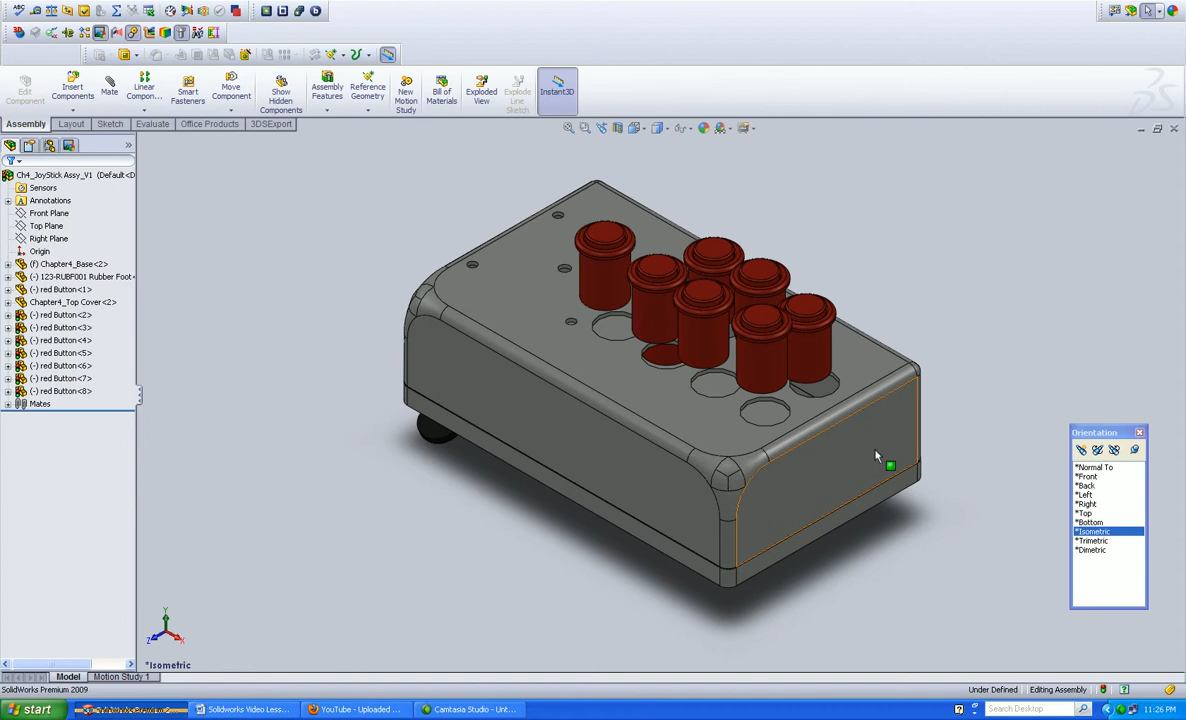 Edit
Component
Insert
Components
Mate
Linear
Compon...
Smart
Fasteners
Move
Component
Show
Hidden
Components
Assembly
Features
Reference
Geometry
New
Motion
Study
Bill of
Materials
Exploded
View
Explode
Line
Sketch
Instant3D
Assembly Layout Sketch Evaluate Office Products 3DSExport
Ch4_JoyStick Assy_V1 (Default<D
Sensors
Annotations
Front Plane
Top Plane
Right Plane
Origin
(f) Chapter4_Base<2>
(-) 123-RUBF001 Rubber Foot<
(-) red Button<1>
Chapter4_Top Cover<2>
(-) red Button<2>
(-) red Button<3>
(-) red Button<4>
(-) red Button<5>
(-) red Button<6>
(-) red Button<7>
(-) red Button<8>
Mates
Orientation
*Normal To
*Front
*Back
*Left
*Right
*Top
*Bottom
*Isometric
*Trimetric
*Dimetric
Y
Z
X
*Isometric
Model Motion Study 1
SolidWorks Premium 2009
Under Defined Editing Assembly
start
Solidworks Video Less...
YouTube - Uploaded ...
Camtasia Studio - Unt...
Search Desktop
11:26 PM